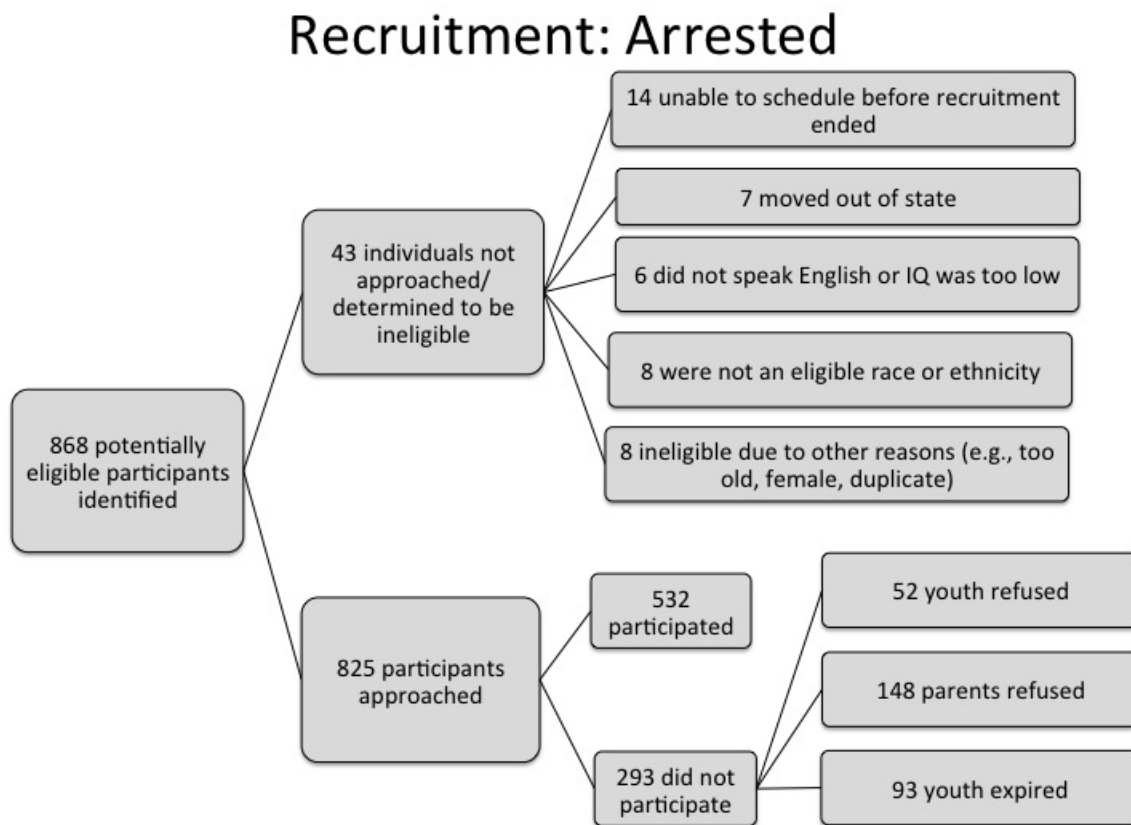 Recruitment: Arrested
14 unable to schedule before recruitment
ended
7 moved out of state
43 individuals not
approached/
determined to be
ineligible
6 did not speak English or IQ was too low
8 were not an eligible race or ethnicity
868 potentially
eligible participants
identified
8 ineligible due to other reasons (e.g., too
old, female, duplicate)
532
participated
52 youth refused
825 participants
approached
148 parents refused
293 did not
participate
93 youth expired